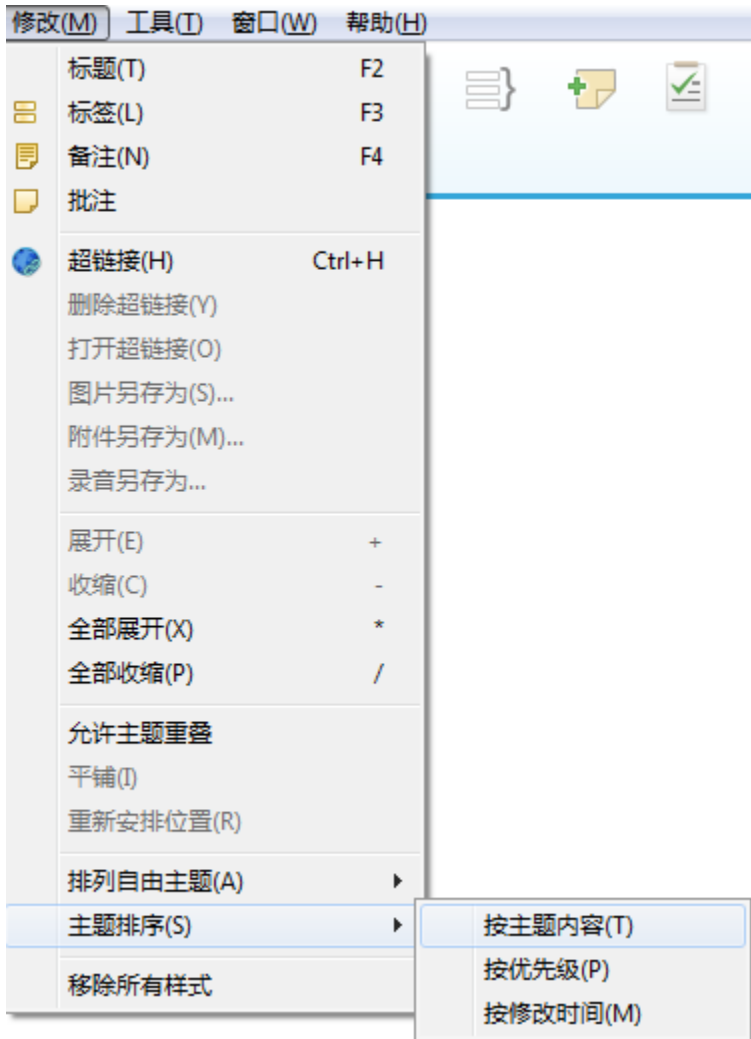 修改(M) 工具(T) 窗口(W) 帮助(H)
标题(T) F2
标签(L) F3
备注(N) F4
批注
超链接(H) Ctrl+H
删除超链接(Y)
打开超链接(O)
图片另存为(S)...
附件另存为(M)...
录音另存为...
展开(E) +
收缩(C) -
全部展开(X) *
全部收缩(P) /
允许主题重叠
平铺(I)
重新安排位置(R)
排列自由主题(A)
主题排序(S)
按主题内容(T)
按优先级(P)
按修改时间(M)
移除所有样式